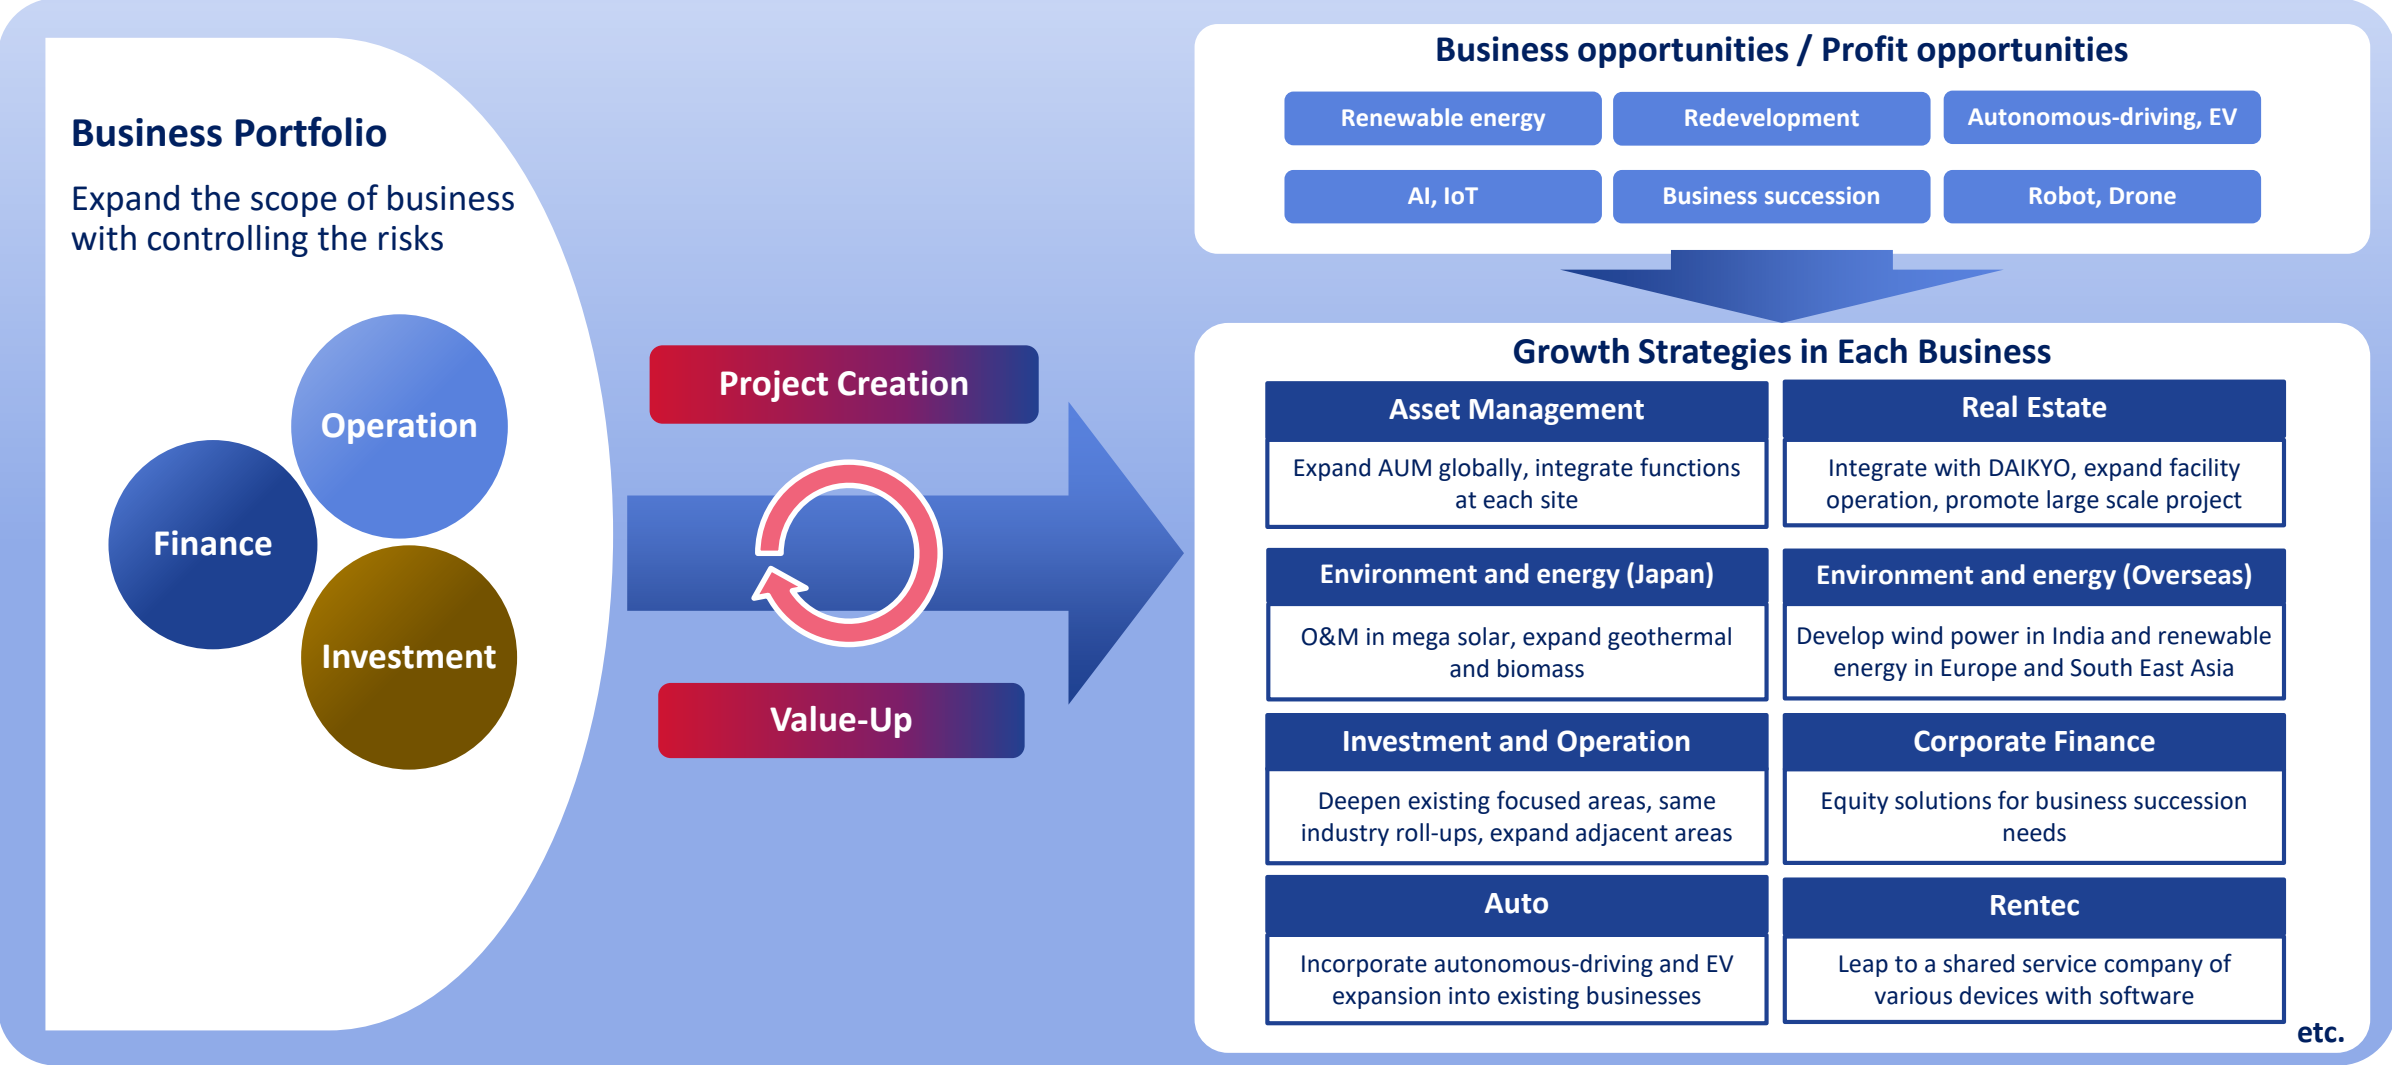 Business Portfolio
Expand the scope of business
with controlling the risks
Operation
Finance
Investment
Project Creation
Value-Up
Business opportunities / Profit opportunities
Renewable energy
Redevelopment
Autonomous-driving, EV
AI, IoT
Business succession
Robot, Drone
Growth Strategies in Each Business
Asset Management
Expand AUM globally, integrate functions
at each site
Real Estate
Integrate with DAIKYO, expand facility
operation, promote large scale project
Environment and energy (Japan)
O&M in mega solar, expand geothermal
and biomass
Environment and energy (Overseas)
Develop wind power in India and renewable
energy in Europe and South East Asia
Investment and Operation
Deepen existing focused areas, same
industry roll-ups, expand adjacent areas
Corporate Finance
Equity solutions for business succession
needs
Auto
Incorporate autonomous-driving and EV
expansion into existing businesses
Rentec
Leap to a shared service company of
various devices with software
etc.